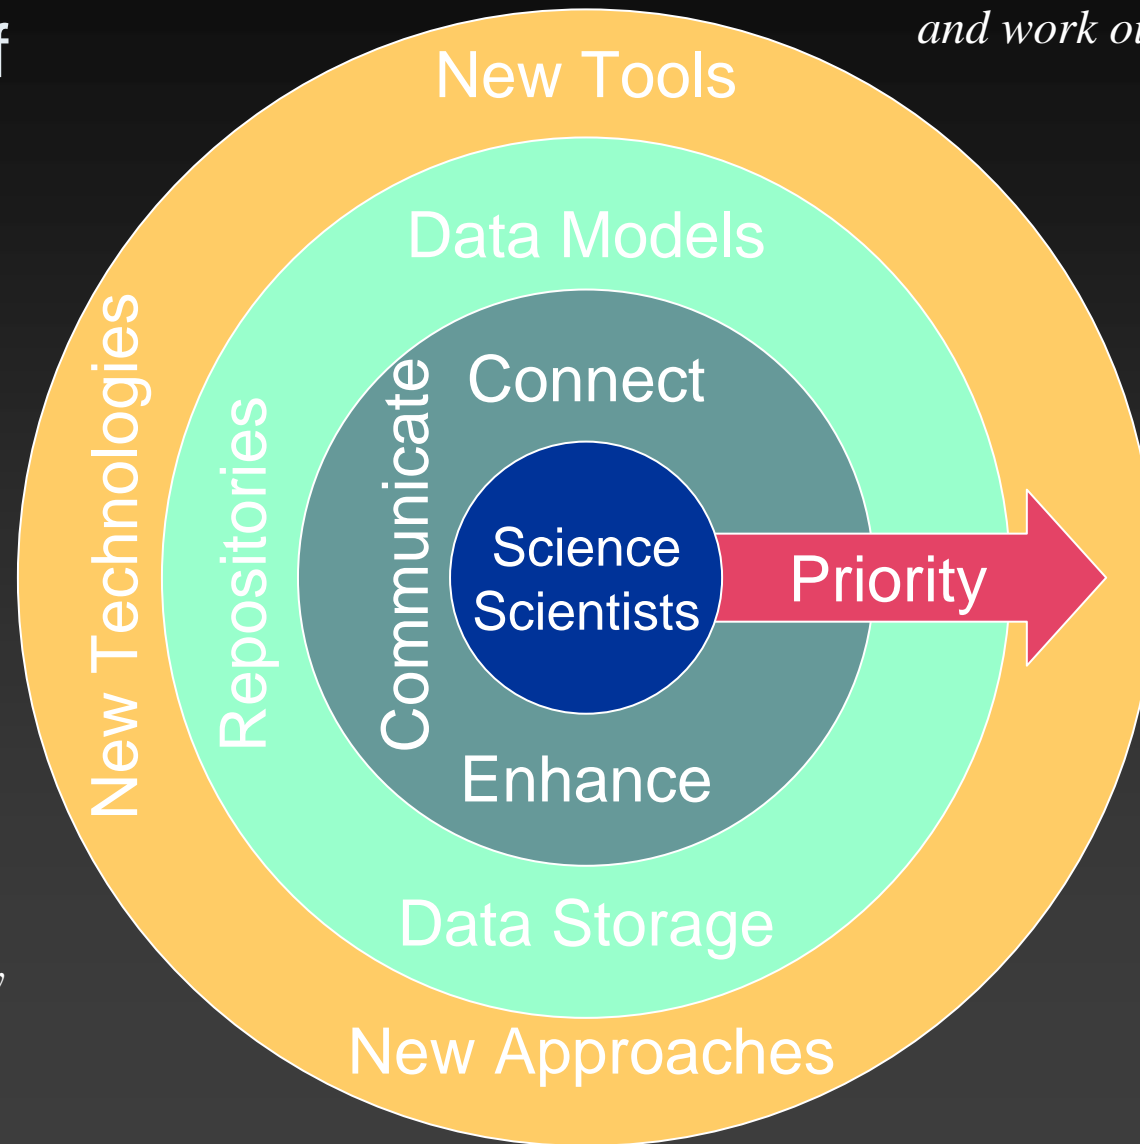 f
and work ou
New Tools
Data Models
Connect
Communicate
Repositories
New Technologies
Science
Scientists
Priority
Enhance
Data Storage
New Approaches